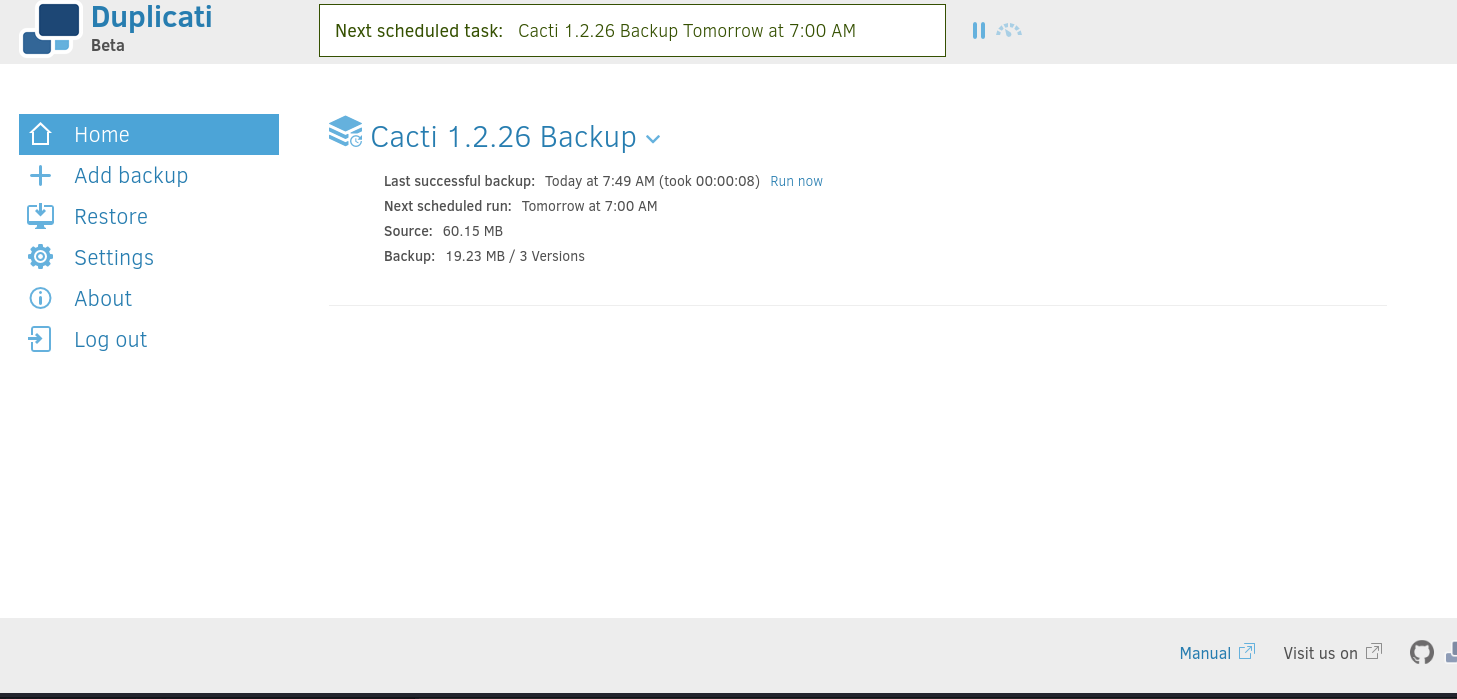 Duplicati
Beta
Next scheduled task: Cacti 1.2.26 Backup Tomorrow at 7:00 AM
Home
Add backup
Restore
Settings
About
Log out
Cacti 1.2.26 Backup
Last successful backup: Today at 7:49 AM (took 00:00:08) Run now
Next scheduled run: Tomorrow at 7:00 AM
Source: 60.15 MB
Backup: 19.23 MB / 3 Versions
Manual Visit us on